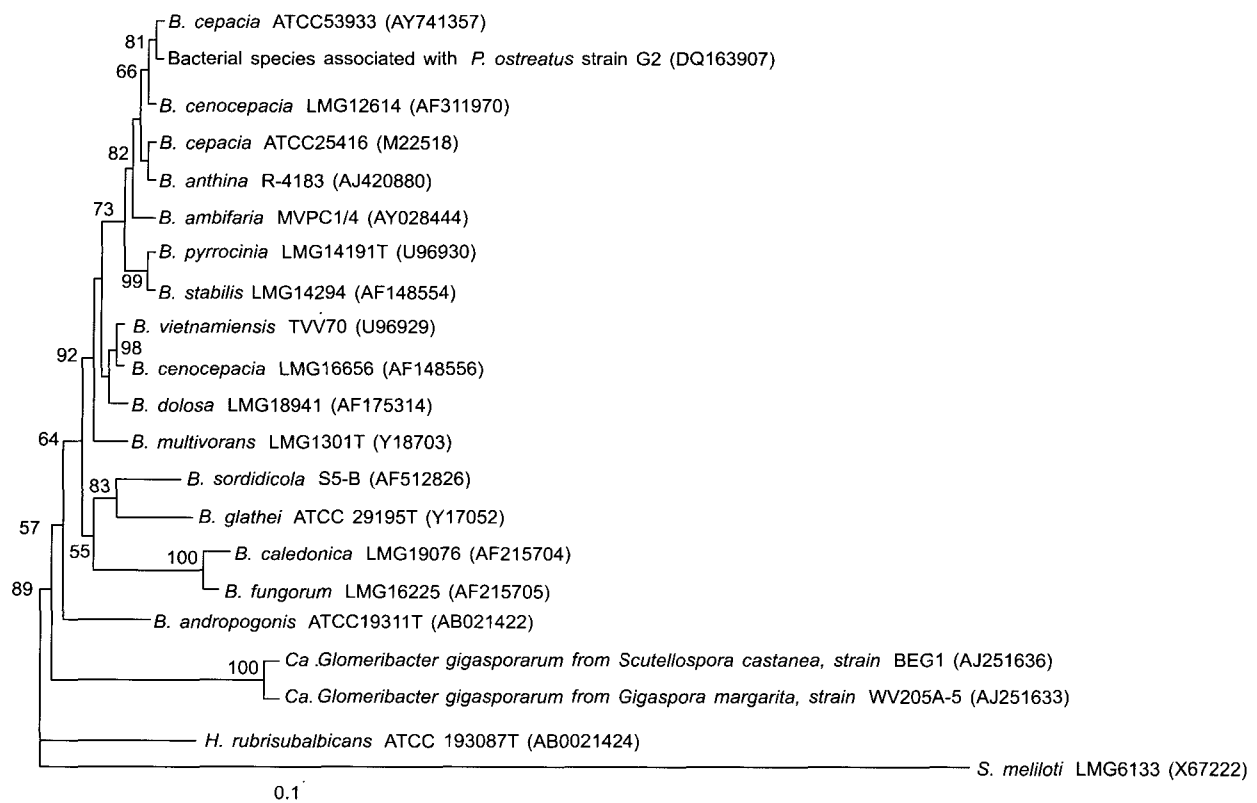 B. cepacia ATCC53933 (AY741357)
81
Bacterial species associated with P. ostreatus strain G2 (DQ163907)
66
B. cenocepacia LMG12614 (AF311970)
B. cepacia ATCC25416 (M22518)
82
B. anthina R-4183 (AJ420880)
73
B. ambifaria MVPC1/4 (AY028444)
B. pyrrocinia LMG14191T (U96930)
99
B. stabilis LMG14294 (AF148554)
B. vietnamiensis TVV70 (U96929)
98
92
B. cenocepacia LMG16656 (AF148556)
B. dolosa LMG18941 (AF175314)
64
B. multivorans LMG1301T (Y18703)
B. sordidicola S5-B (AF512826)
83
B. glathei ATCC 29195T (Y17052)
57
55
100
B. caledonica LMG19076 (AF215704)
89
B. fungorum LMG16225 (AF215705)
B. andropogonis ATCC19311T (AB021422)
100
Ca .Glomeribacter gigasporarum from Scutellospora castanea, strain BEG1 (AJ251636)
Ca. Glomeribacter gigasporarum from Gigaspora margarita, strain WV205A-5 (AJ251633)
H. rubrisubalbicans ATCC 193087T (AB0021424)
S. meliloti LMG6133 (X67222)
0.1